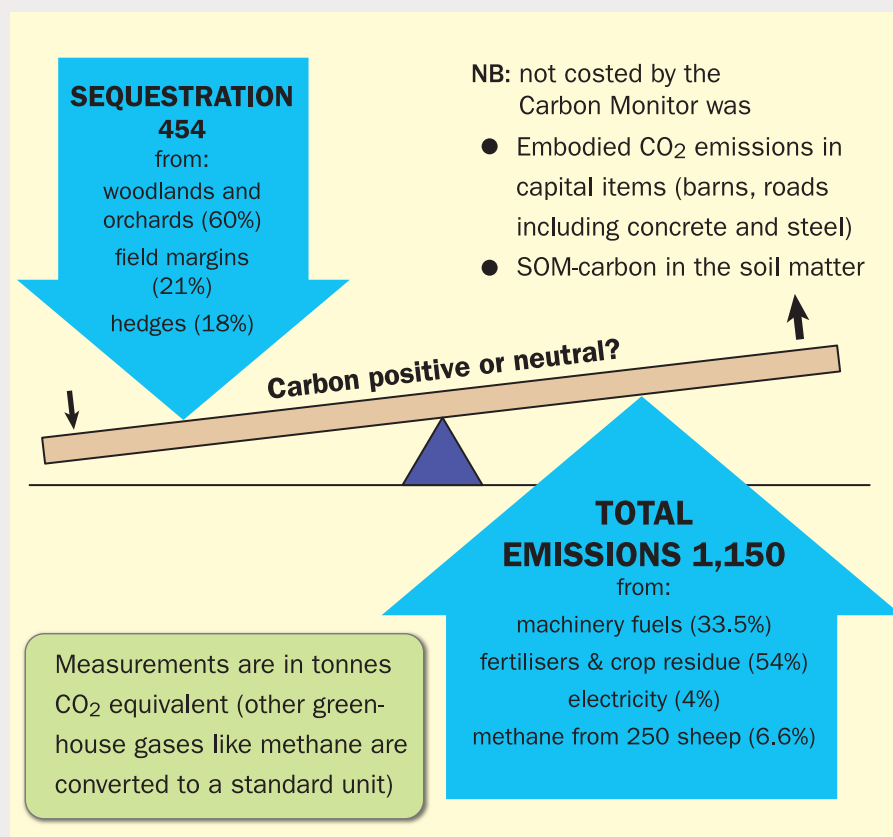 SEQUESTRATION
454
from:
woodlands and
orchards (60%)
field margins
(21%)
hedges (18%)
NB: not costed by the
Carbon Monitor was
● Embodied CO₂ emissions in
capital items (barns, roads
including concrete and steel)
● SOM-carbon in the soil matter
Carbon positive or neutral?
TOTAL
EMISSIONS 1,150
from:
machinery fuels (33.5%)
fertilisers & crop residue (54%)
electricity (4%)
methane from 250 sheep (6.6%)
Measurements are in tonnes
CO₂ equivalent (other green-
house gases like methane are
converted to a standard unit)